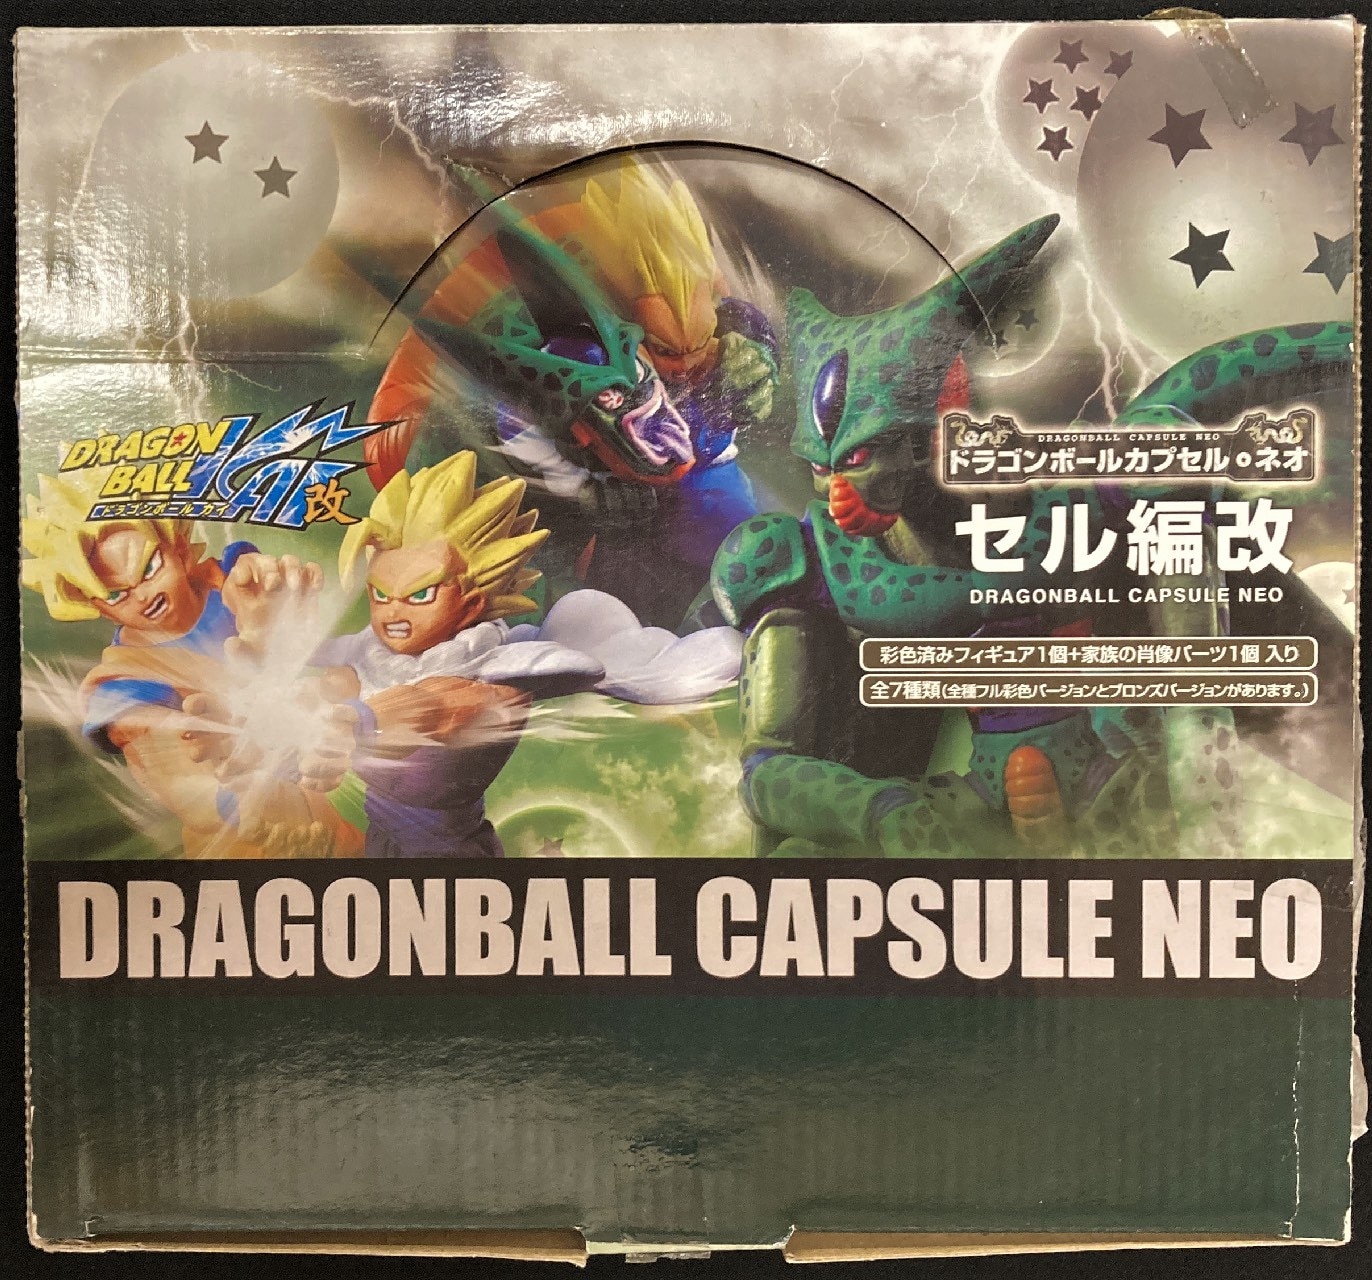 DRAGON
BALL KAI 改
ドラゴンボール カイ
DRAGONBALL CAPSULE NEO
ドラゴンボールカプセル・ネオ
セル編改
DRAGONBALL CAPSULE NEO
彩色済みフィギュア1個+家族の肖像パーツ1個 入り
全7種類(全種フル彩色バージョンとブロンズバージョンがあります。)
DRAGONBALL CAPSULE NEO